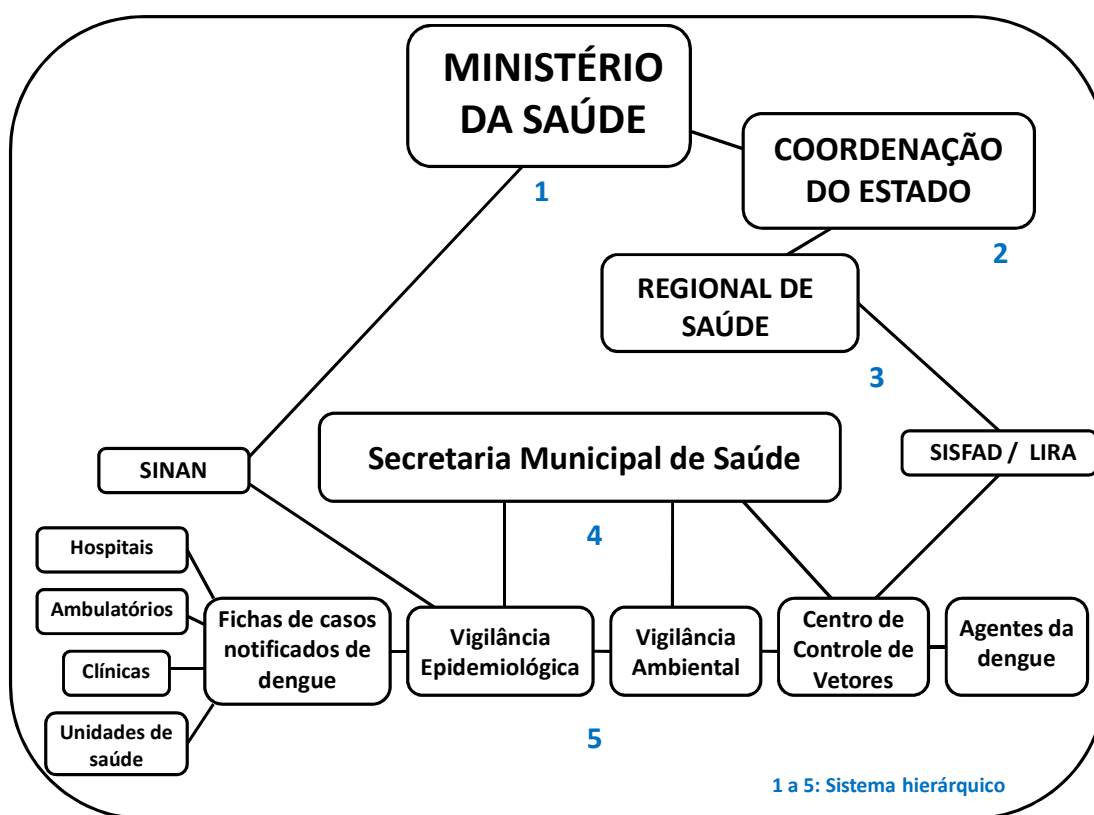 MINISTÉRIO
DA SAÚDE
1
COORDENAÇÃO
DO ESTADO
2
REGIONAL DE
SAÚDE
3
SINAN
Secretaria Municipal de Saúde
SISFAD / LIRA
4
Hospitais
Ambulatórios
Clínicas
Unidades de
saúde
Fichas de casos
notificados de
dengue
Vigilância
Epidemiológica
Vigilância
Ambiental
Centro de
Controle de
Vetores
Agentes da
dengue
5
1 a 5: Sistema hierárquico